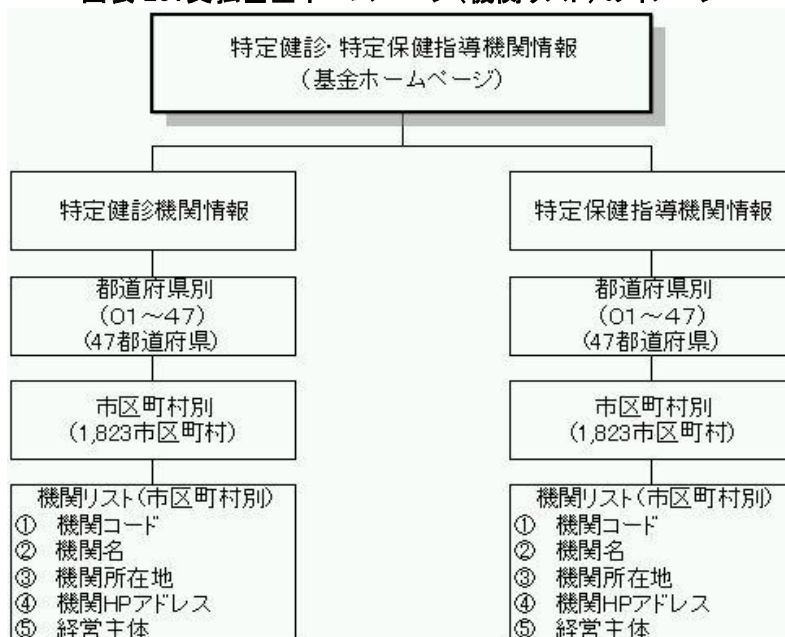 特定健診・特定保健指導機関情報
(基金ホームページ)
特定健診機関情報
都道府県別
(01～47)
(47都道府県)
市区町村別
(1,823市区町村)
機関リスト(市区町村別)
① 機関コード
② 機関名
③ 機関所在地
④ 機関HPアドレス
⑤ 経営主体
特定保健指導機関情報
都道府県別
(01～47)
(47都道府県)
市区町村別
(1,823市区町村)
機関リスト(市区町村別)
① 機関コード
② 機関名
③ 機関所在地
④ 機関HPアドレス
⑤ 経営主体